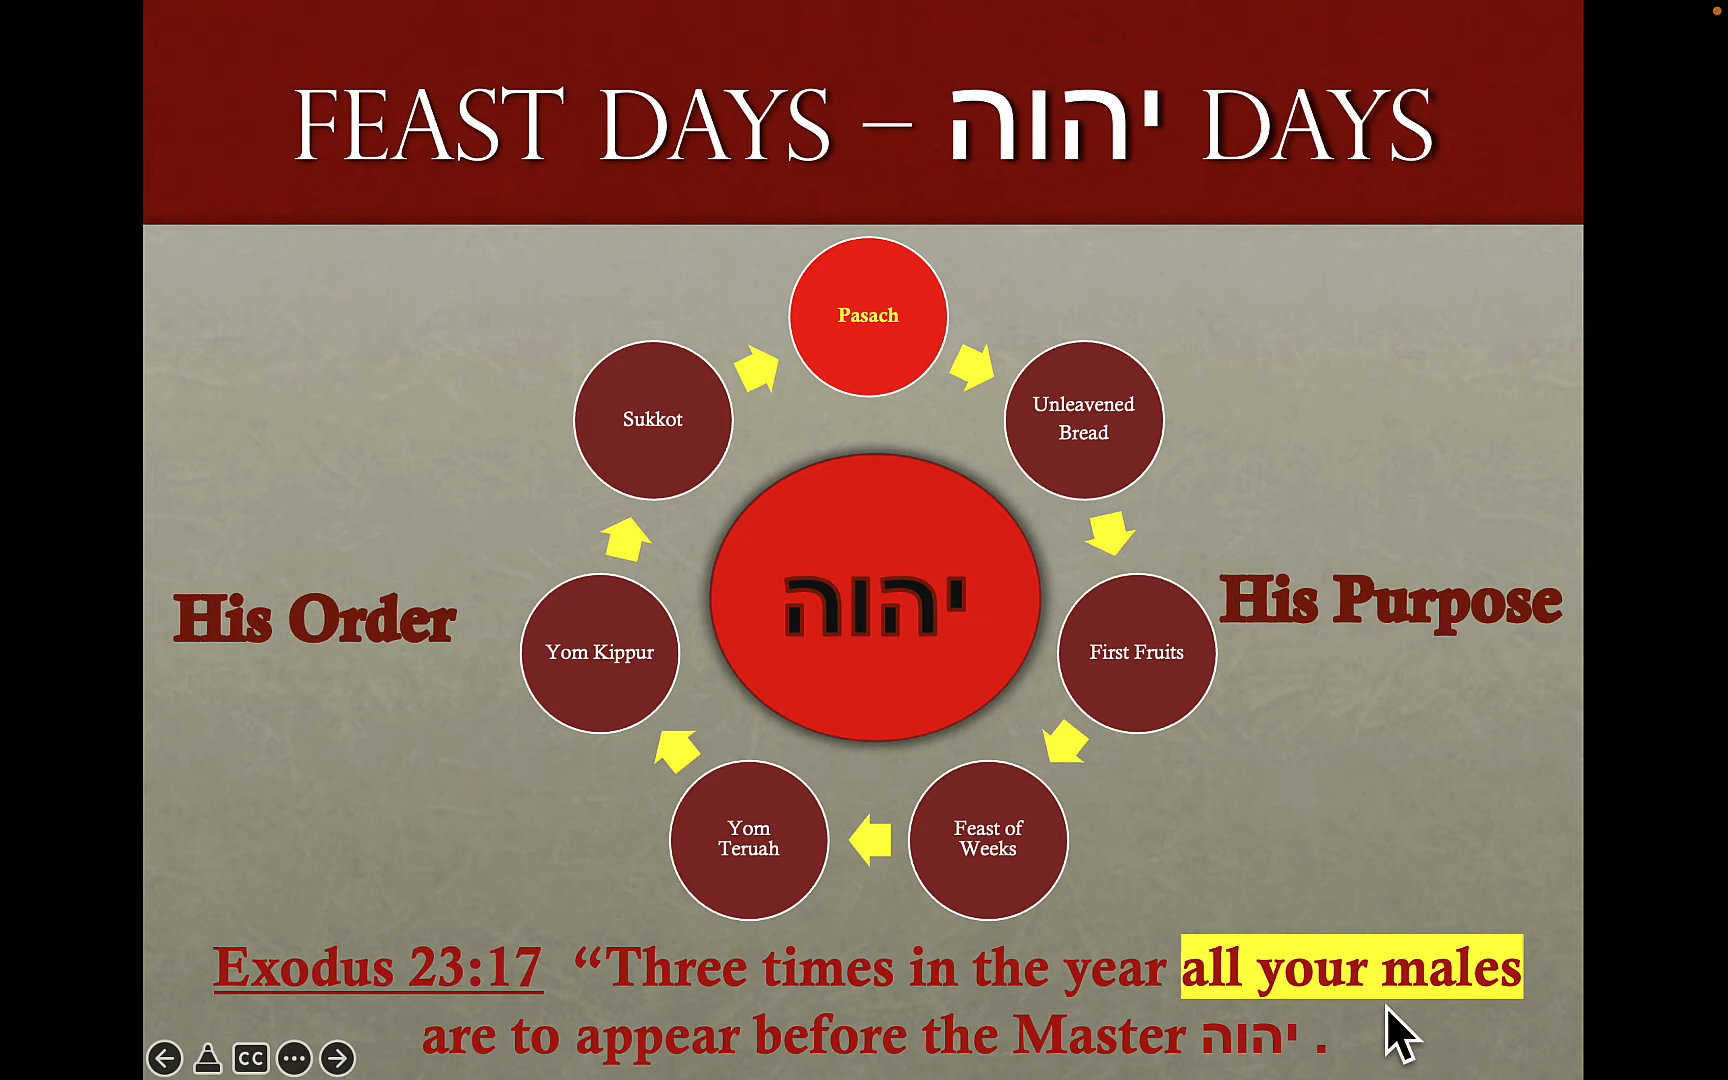 FEAST DAYS – יהוה DAYS
Pasach
Unleavened
Bread
First Fruits
Feast of
Weeks
Yom
Teruah
Yom Kippur
Sukkot
יהוה
His Order
His Purpose
Exodus 23:17 “Three times in the year all your males
are to appear before the Master יהוה .
CC